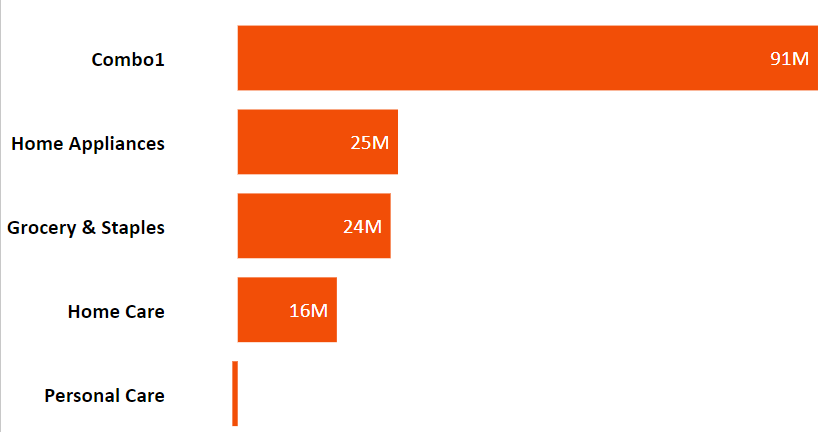 Combo1
91M
Home Appliances
25M
Grocery & Staples
24M
Home Care
16M
Personal Care